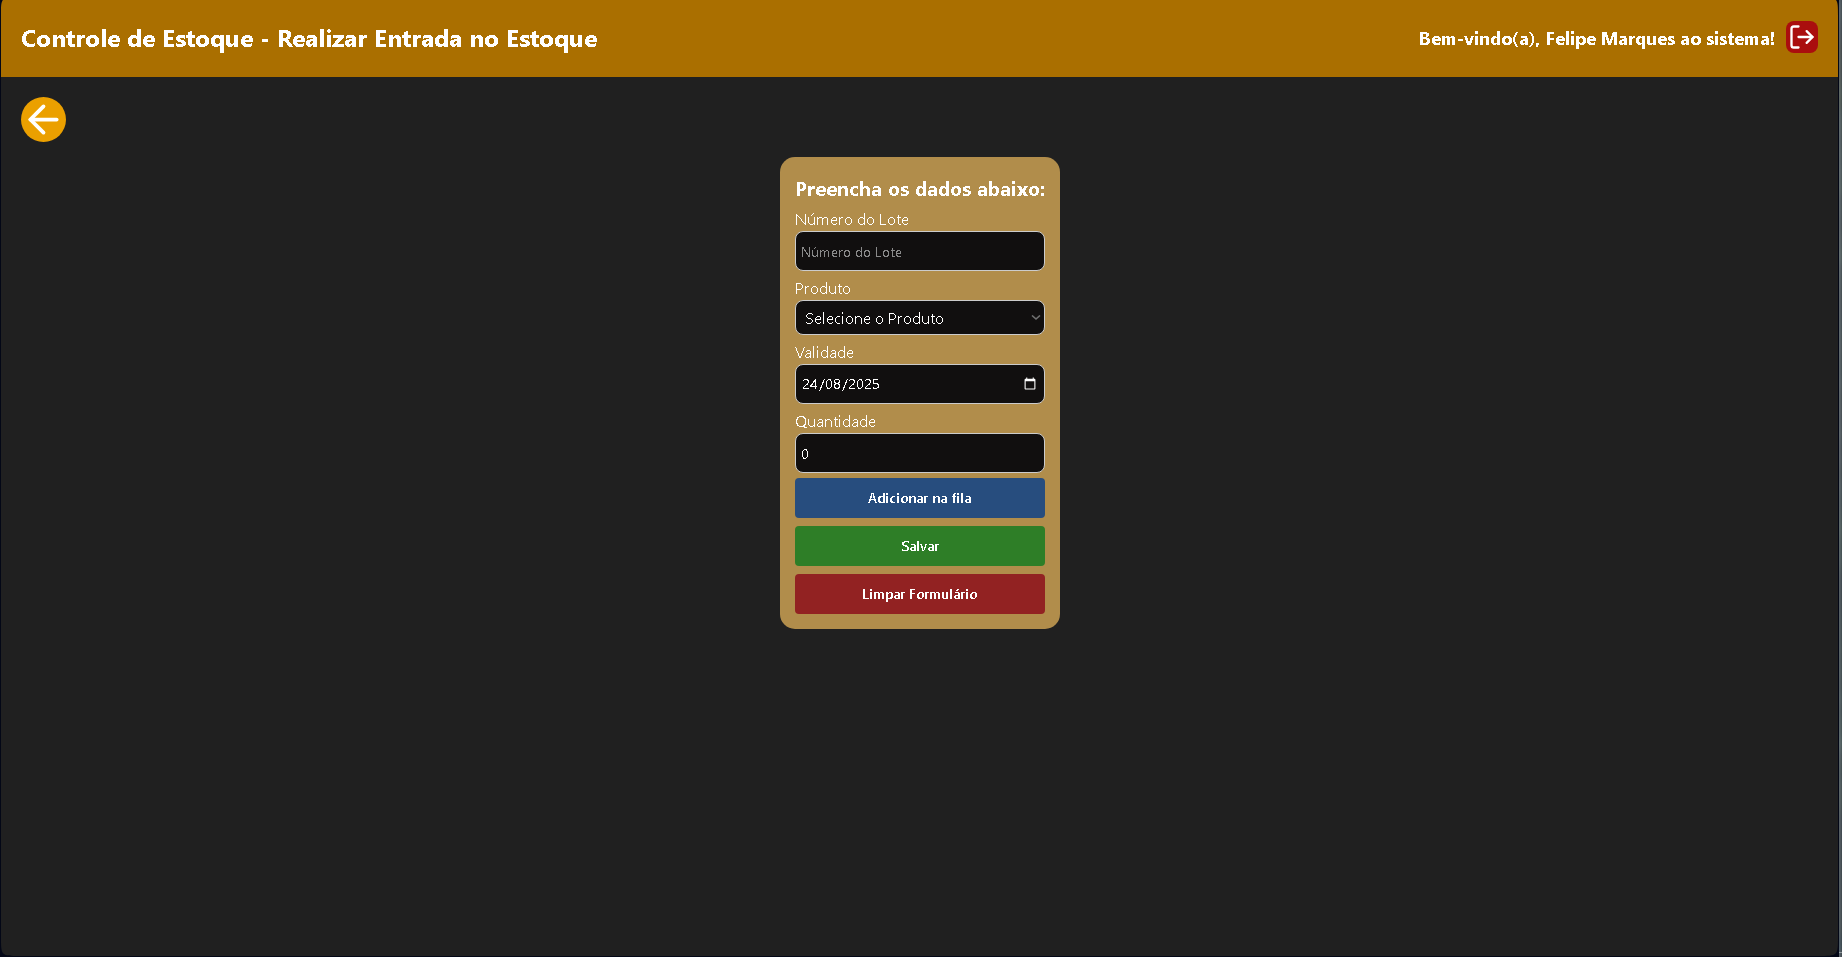 Controle de Estoque - Realizar Entrada no Estoque
Bem-vindo(a), Felipe Marques ao sistema!
Preencha os dados abaixo:
Número do Lote
Número do Lote
Produto
Selecione o Produto
Validade
24/08/2025
Quantidade
0
Adicionar na fila
Salvar
Limpar Formulário